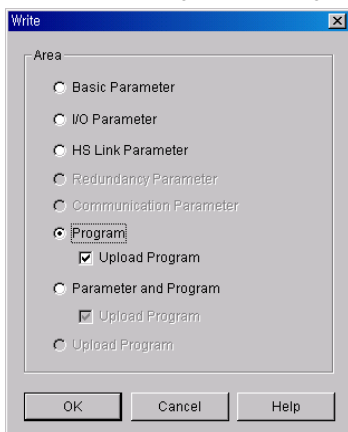 Write
Area
Basic Parameter
I/O Parameter
HS Link Parameter
Redundancy Parameter
Communication Parameter
Program
Upload Program
Parameter and Program
Upload Program
Upload Program
OK Cancel Help